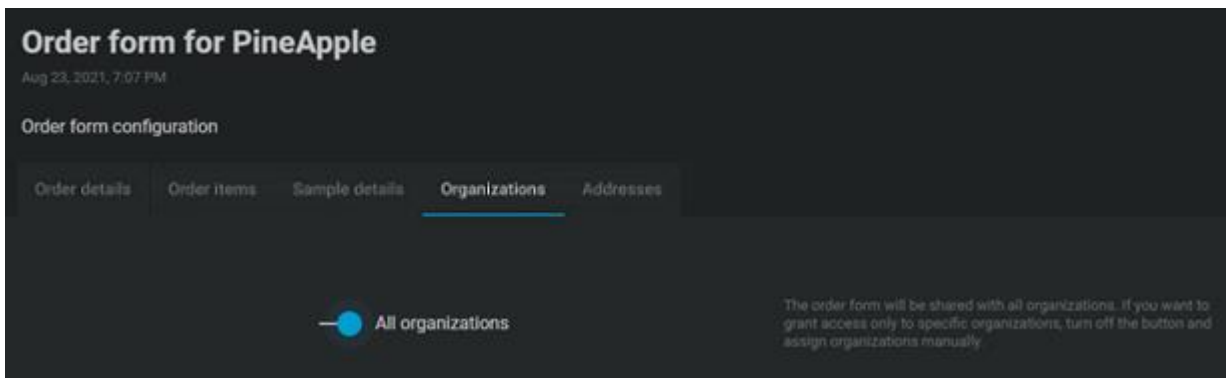 Order form for PineApple
Aug 23, 2021, 7:07 PM
Order form configuration
Order details Order items Sample details Organizations Addresses
All organizations
The order form will be shared with all organizations. If you want to
grant access only to specific organizations, turn off the button and
assign organizations manually